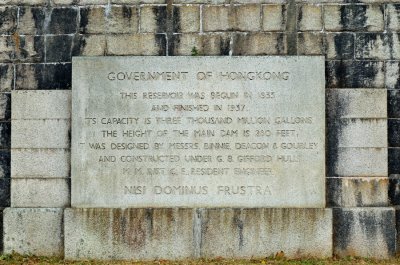 GOVERNMENT OF HONGKONG
THIS RESERVOIR WAS BEGUN IN 1933
AND FINISHED IN 1937.
ITS CAPACITY IS THREE THOUSAND MILLION GALLONS
THE HEIGHT OF THE MAIN DAM IS 280 FEET.
IT WAS DESIGNED BY MESSRS. BINNIE, DEACON & GOURLEY
AND CONSTRUCTED UNDER G. B. GIFFORD HULL
M. M. INST. C. E. RESIDENT ENGINEER
NISI DOMINUS FRUSTRA